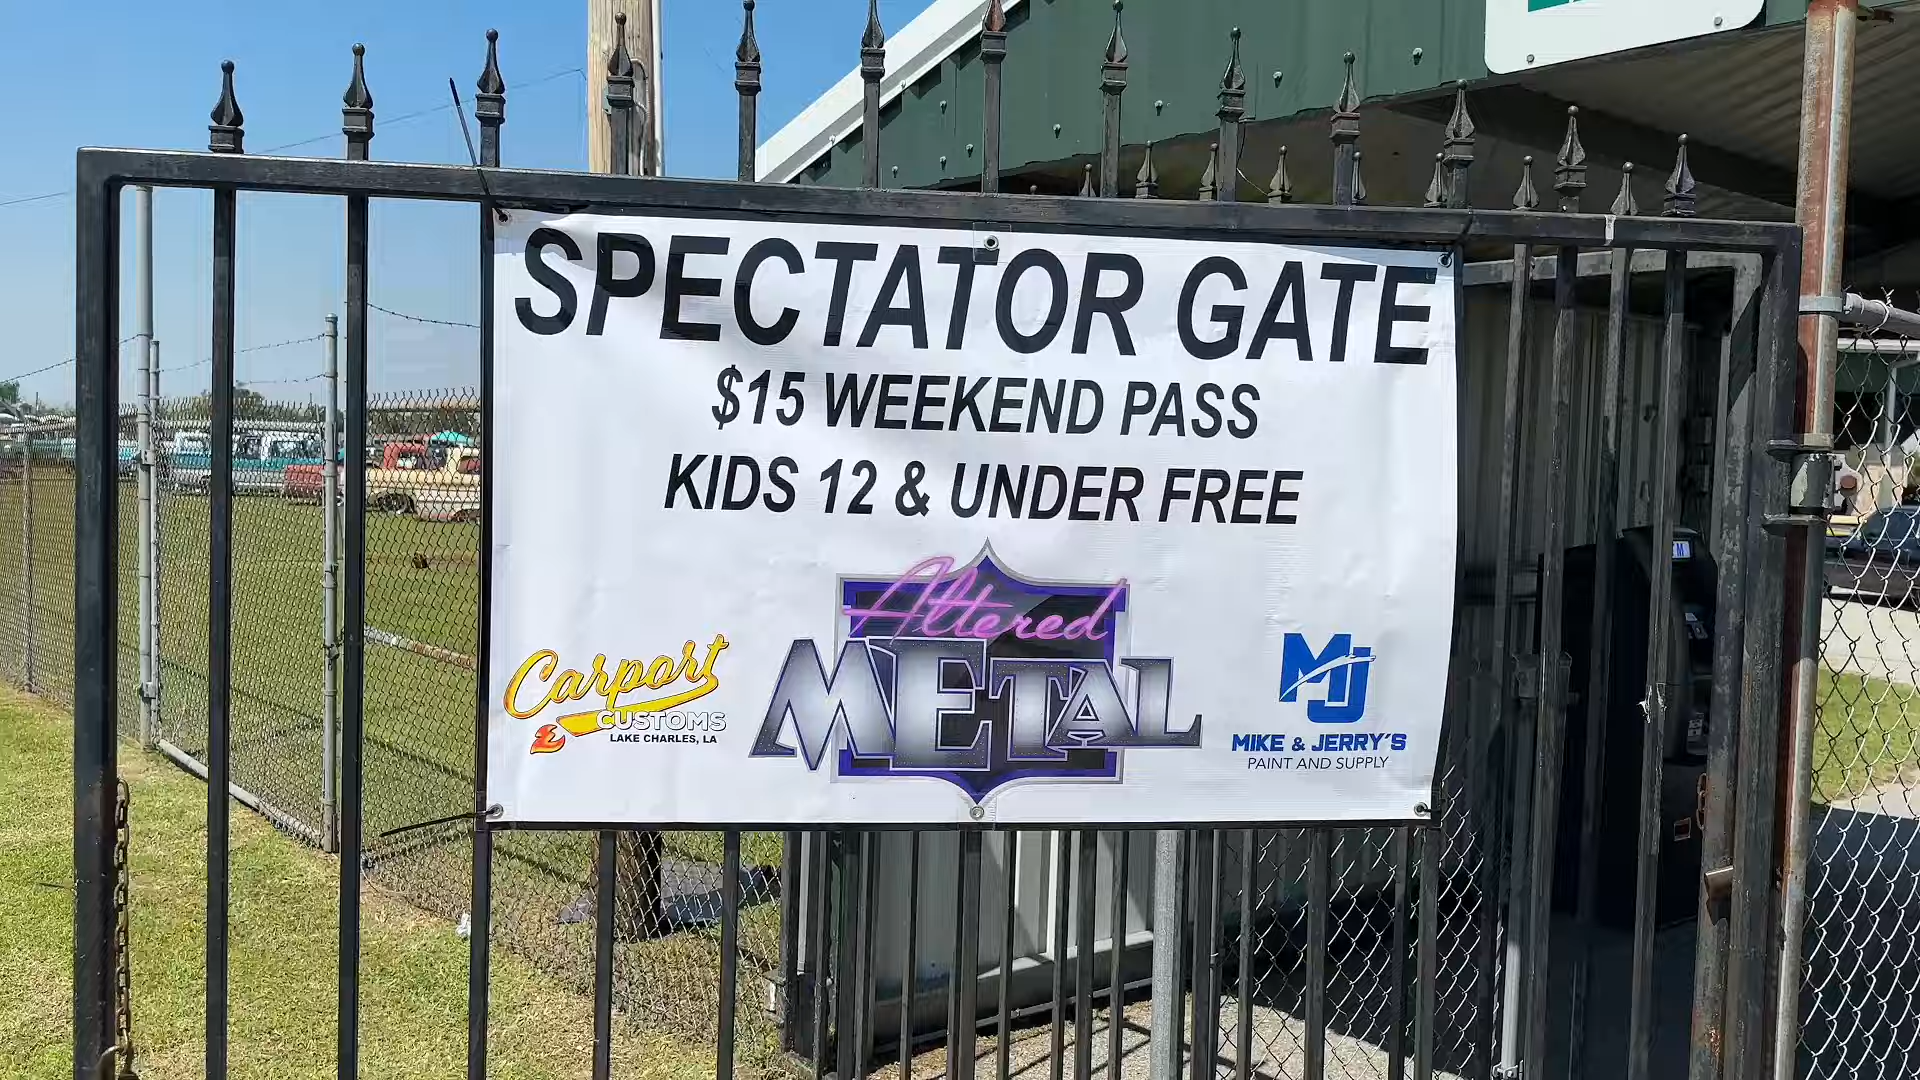 SPECTATOR GATE
$15 WEEKEND PASS
KIDS 12 & UNDER FREE
Altered
METAL
Carport
CUSTOMS
LAKE CHARLES, LA
MJ
MIKE & JERRY'S
PAINT AND SUPPLY